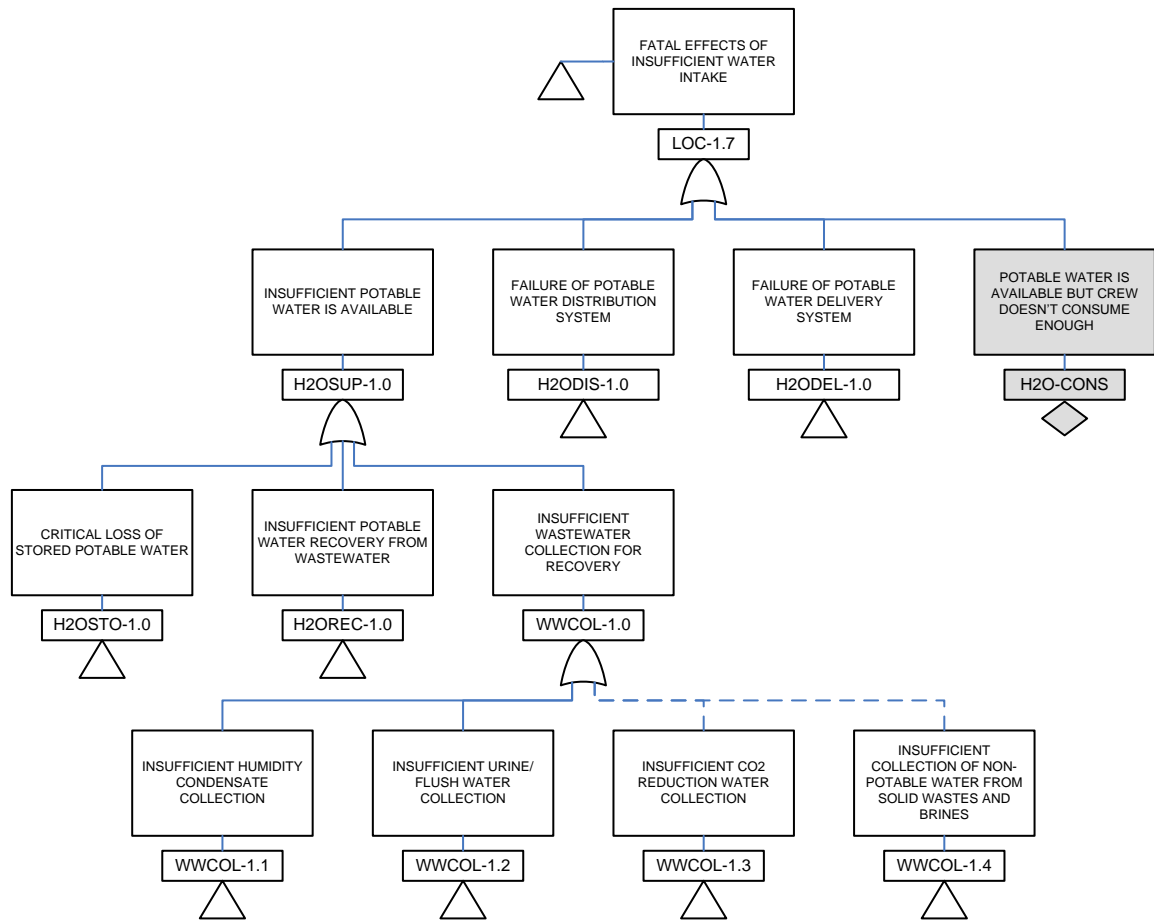 FATAL EFFECTS OF
INSUFFICIENT WATER
INTAKE
LOC-1.7
INSUFFICIENT POTABLE
WATER IS AVAILABLE
FAILURE OF POTABLE
WATER DISTRIBUTION
SYSTEM
FAILURE OF POTABLE
WATER DELIVERY
SYSTEM
POTABLE WATER IS
AVAILABLE BUT CREW
DOESN'T CONSUME
ENOUGH
H2OSUP-1.0
H2ODIS-1.0
H2ODEL-1.0
H2O-CONS
CRITICAL LOSS OF
STORED POTABLE WATER
INSUFFICIENT POTABLE
WATER RECOVERY FROM
WASTEWATER
INSUFFICIENT
WASTEWATER
COLLECTION FOR
RECOVERY
H2OSTO-1.0
H2OREC-1.0
WWCOL-1.0
INSUFFICIENT HUMIDITY
CONDENSATE
COLLECTION
INSUFFICIENT URINE/
FLUSH WATER
COLLECTION
INSUFFICIENT CO2
REDUCTION WATER
COLLECTION
INSUFFICIENT
COLLECTION OF NON-
POTABLE WATER FROM
SOLID WASTES AND
BRINES
WWCOL-1.1
WWCOL-1.2
WWCOL-1.3
WWCOL-1.4